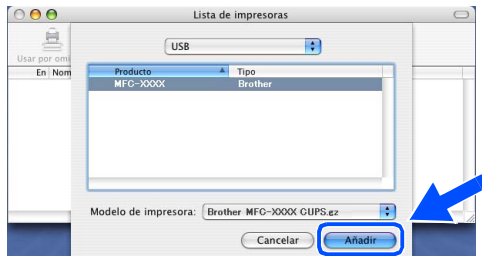 Lista de impresoras
USB
Usar por omi
En Nom
Producto Tipo
MFC-XXXX Brother
Modelo de impresora: Brother MFC-XXXX CUPS.gz
Cancelar Añadir